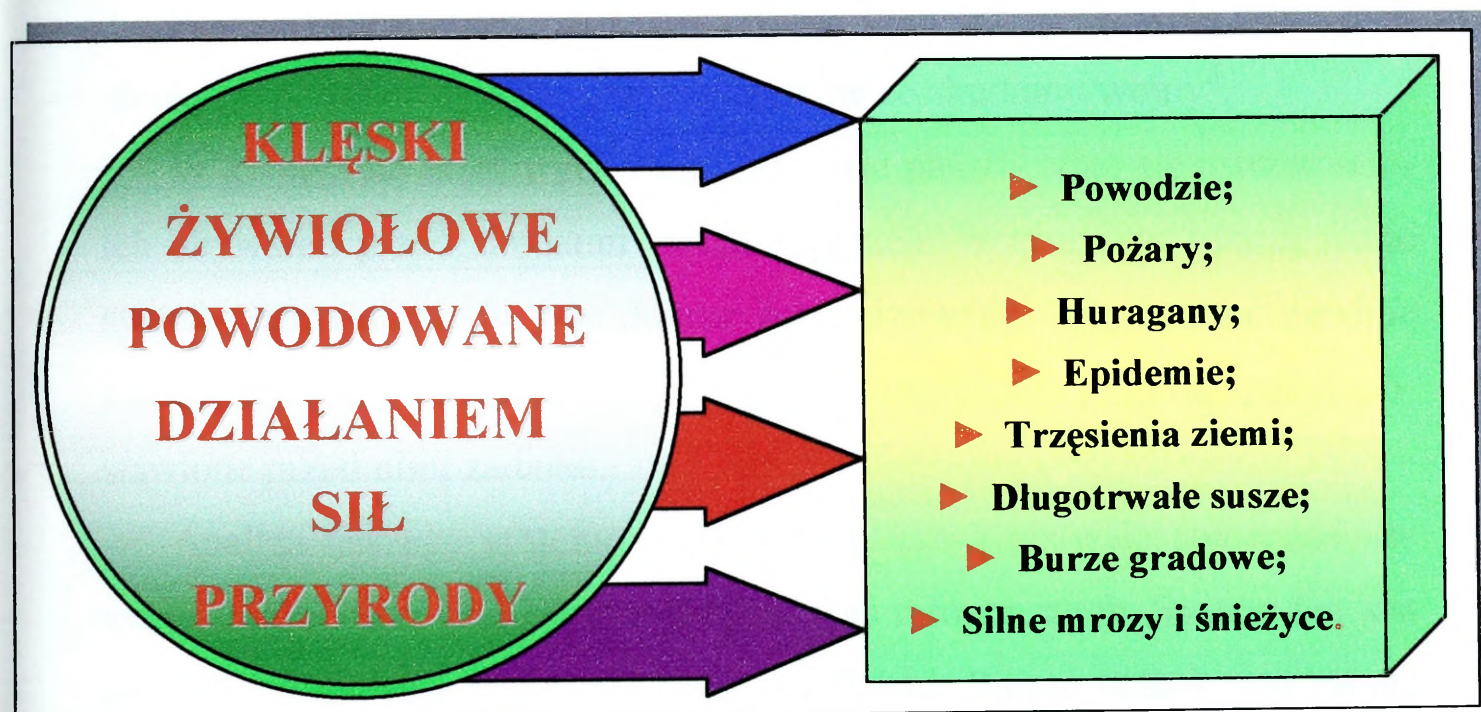 KLĘSKI
ŻYWIOŁOWE
POWODOWANE
DZIAŁANIEM
SIŁ
PRZYRODY
Powodzie;
Pożary;
Huragany;
Epidemie;
Trzęsienia ziemi;
Długotrwałe susze;
Burze gradowe;
Silne mrozy i śnieżyce.